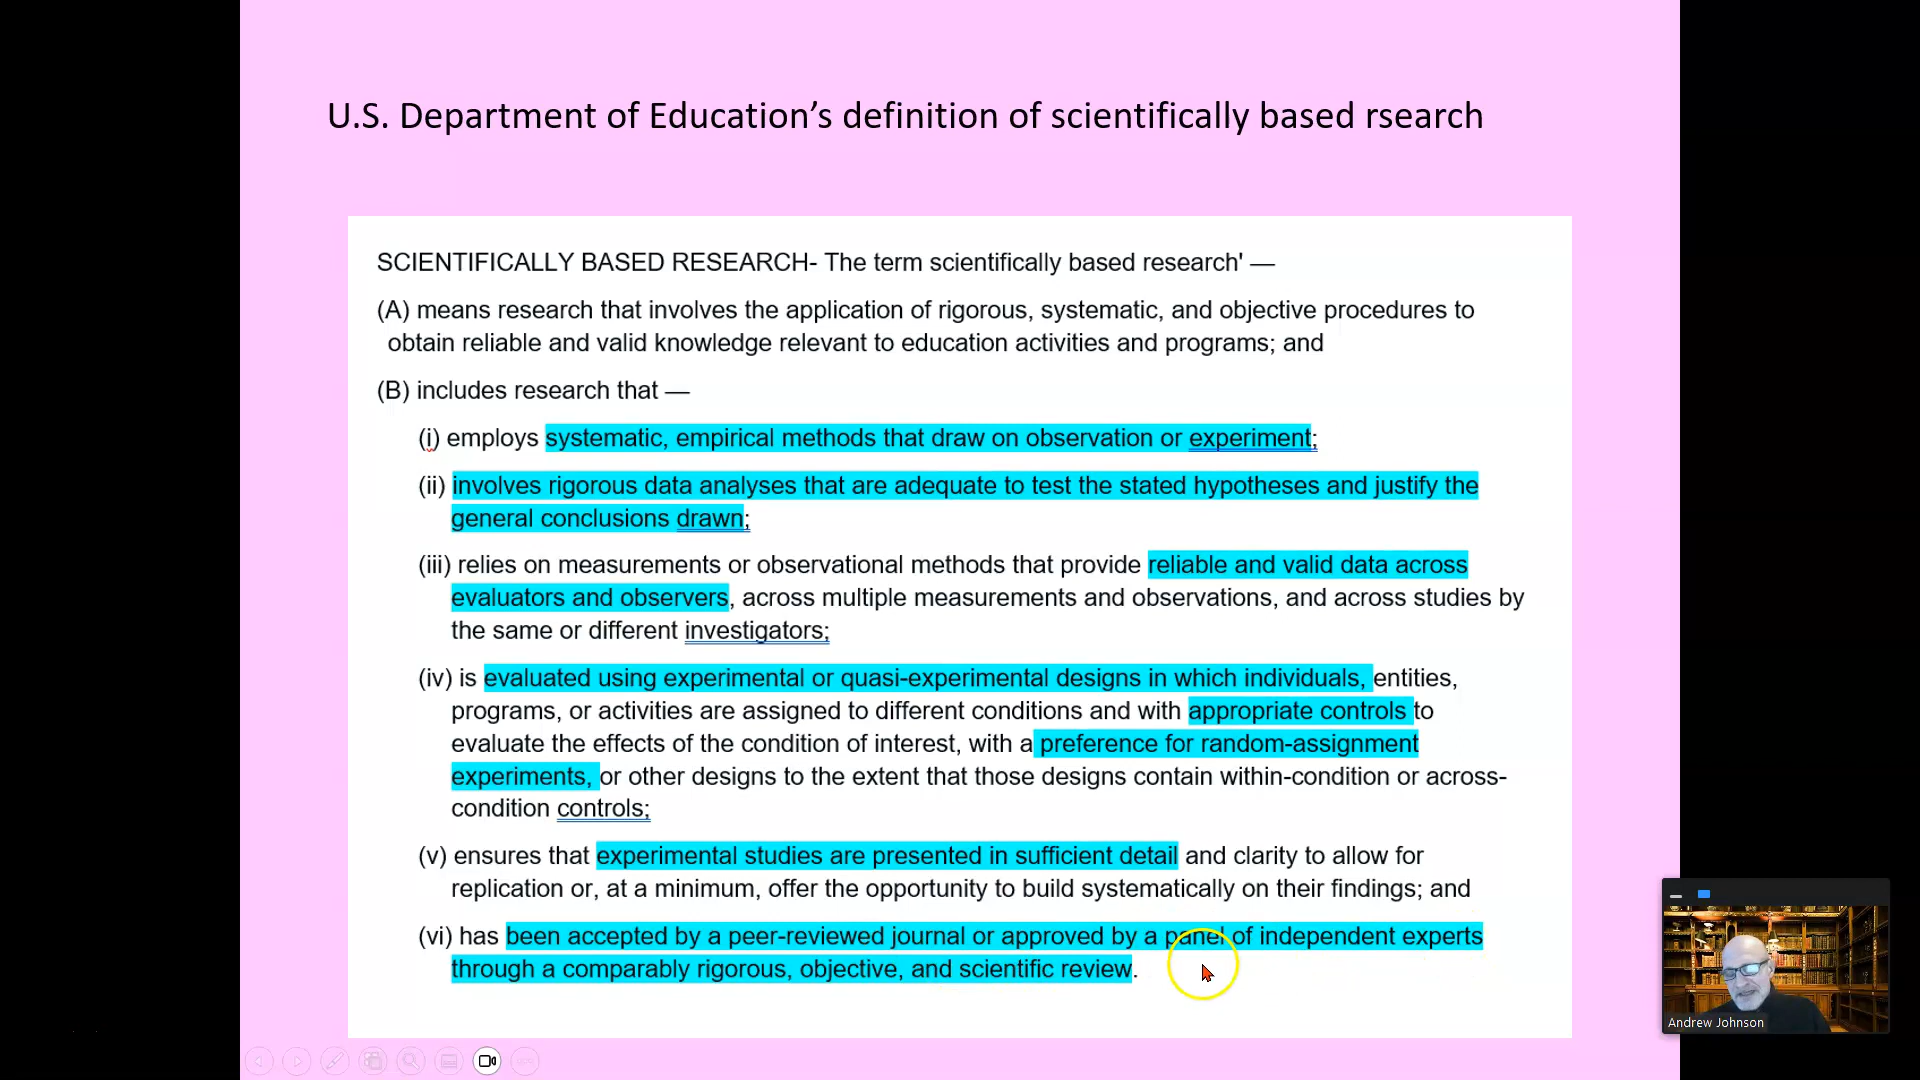 U.S. Department of Education’s definition of scientifically based rsearch
SCIENTIFICALLY BASED RESEARCH- The term scientifically based research' —
(A) means research that involves the application of rigorous, systematic, and objective procedures to
obtain reliable and valid knowledge relevant to education activities and programs; and
(B) includes research that —
(i) employs systematic, empirical methods that draw on observation or experiment;
(ii) involves rigorous data analyses that are adequate to test the stated hypotheses and justify the
general conclusions drawn;
(iii) relies on measurements or observational methods that provide reliable and valid data across
evaluators and observers, across multiple measurements and observations, and across studies by
the same or different investigators;
(iv) is evaluated using experimental or quasi-experimental designs in which individuals, entities,
programs, or activities are assigned to different conditions and with appropriate controls to
evaluate the effects of the condition of interest, with a preference for random-assignment
experiments, or other designs to the extent that those designs contain within-condition or across-
condition controls;
(v) ensures that experimental studies are presented in sufficient detail and clarity to allow for
replication or, at a minimum, offer the opportunity to build systematically on their findings; and
(vi) has been accepted by a peer-reviewed journal or approved by a panel of independent experts
through a comparably rigorous, objective, and scientific review.
Andrew Johnson